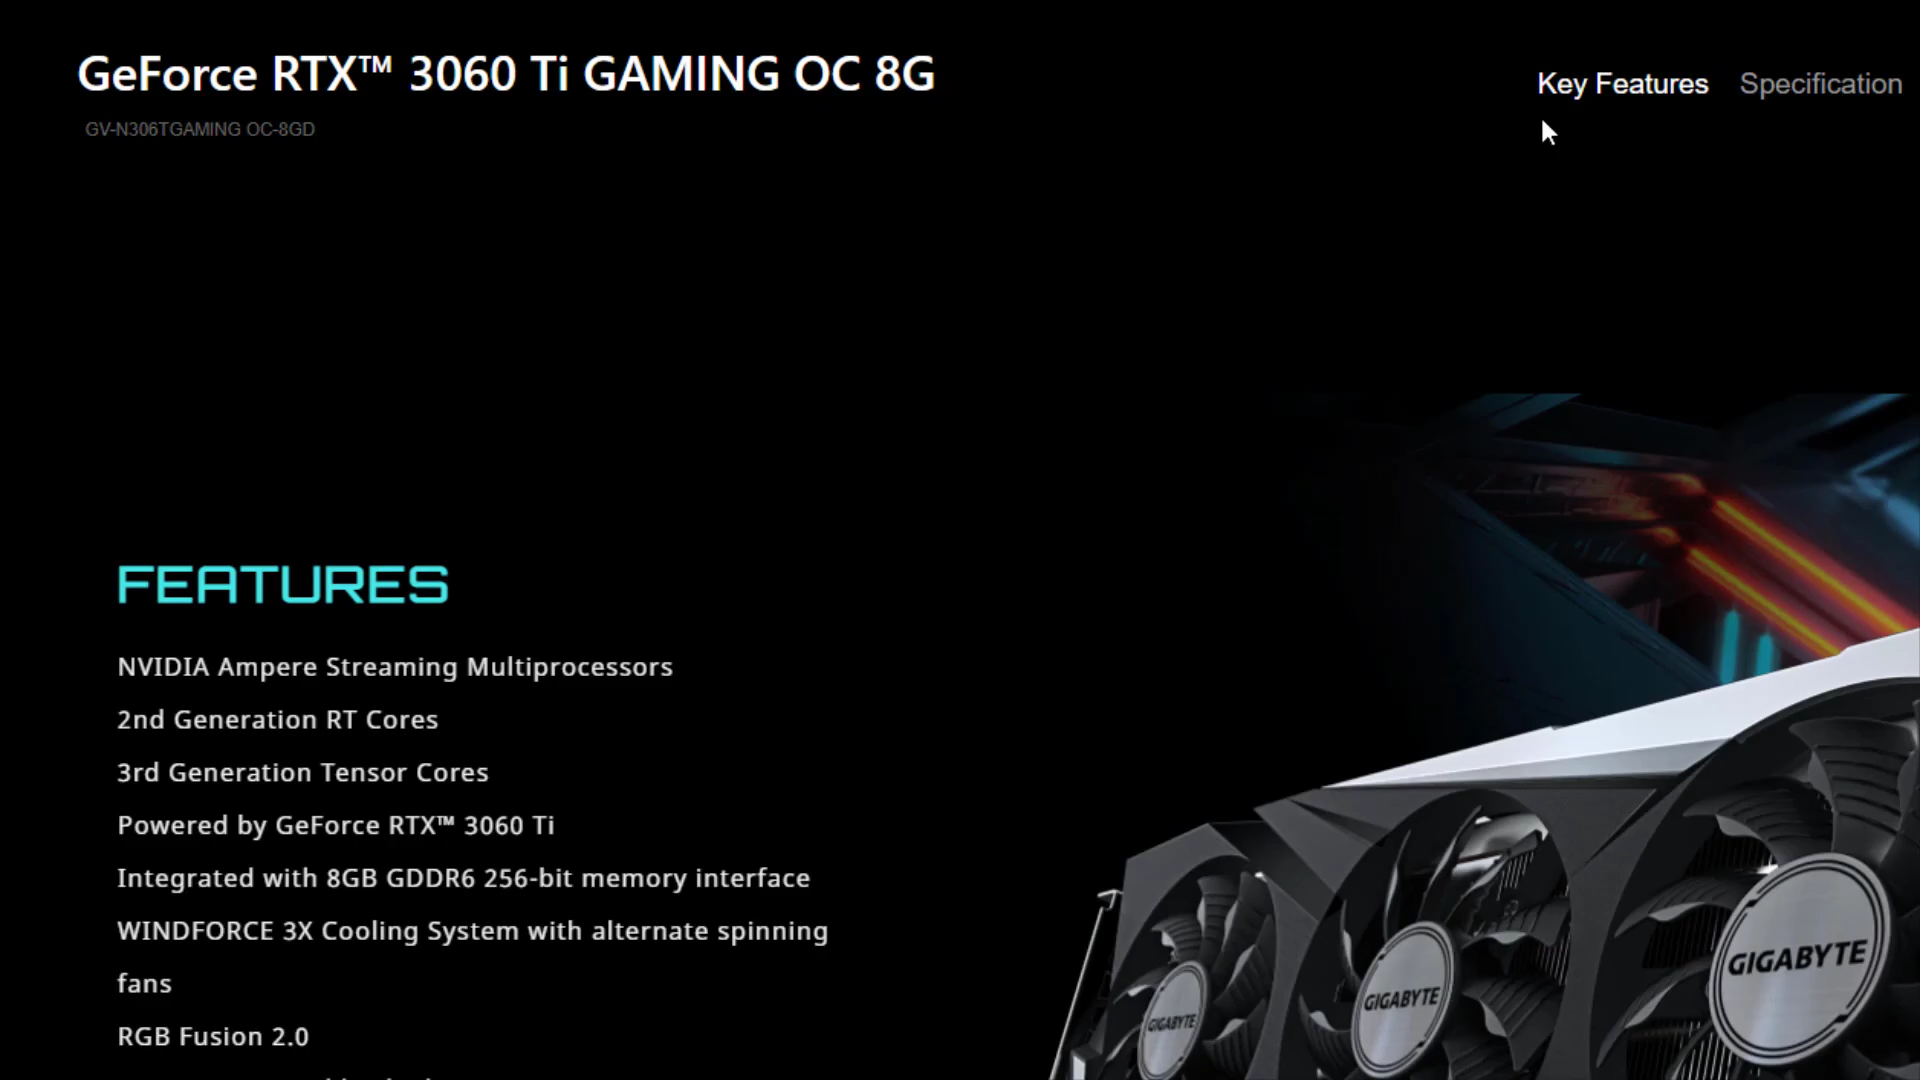 GeForce RTX™ 3060 Ti GAMING OC 8G
Key Features Specification
GV-N306TGAMING OC-8GD
FEATURES
NVIDIA Ampere Streaming Multiprocessors
2nd Generation RT Cores
3rd Generation Tensor Cores
Powered by GeForce RTX™ 3060 Ti
Integrated with 8GB GDDR6 256-bit memory interface
WINDFORCE 3X Cooling System with alternate spinning
fans
RGB Fusion 2.0
GIGABYTE
GIGABYTE
GIGABYTE